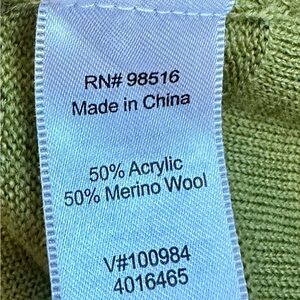 RN# 98516
Made in China
50% Acrylic
50% Merino Wool
V#100984
4016465